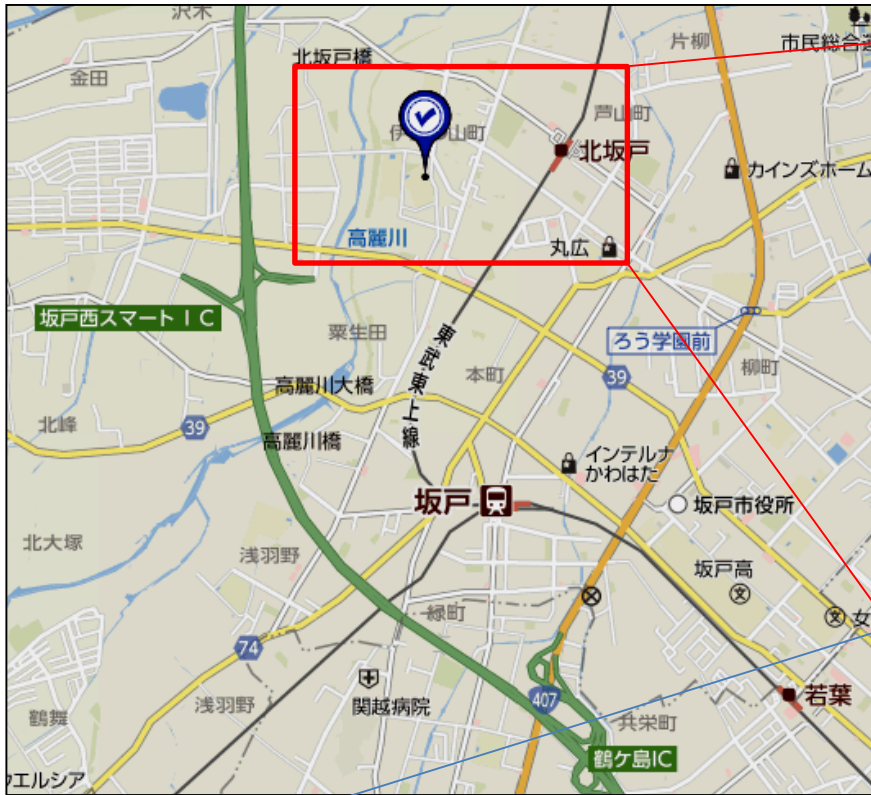 沢木
片柳
市民総合運
北坂戸橋
金田
芦山町
山町
北坂戸
カインズホーム
高麗川
丸広
坂戸西スマートIC
粟生田
東武東上線
ろう学園前
本町
39
柳町
高麗川大橋
北峰
39
高麗川橋
インテルナ
かわはた
坂戸
坂戸市役所
北大塚
浅羽野
坂戸高
文
緑町
文 女
74
関越病院
407
若葉
浅羽野
鶴舞
共栄町
鶴ケ島IC
ウエルシア